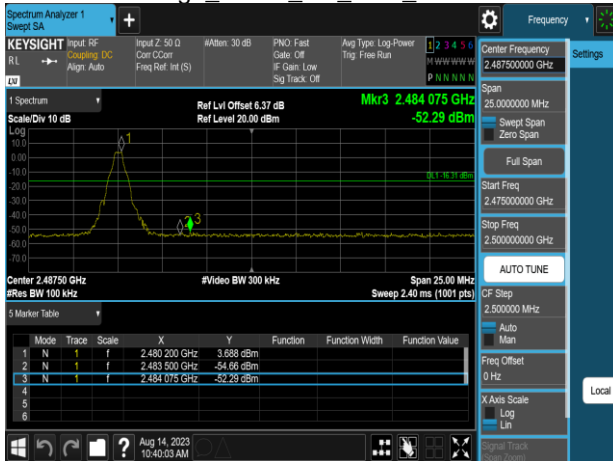 Spectrum Analyzer 1
Swept SA
Frequency
KEYSIGHT
RL
LXI
Input: RF
Coupling: DC
Align: Auto
Input Z: 50 Ω
Corr CCorr
Freq Ref: Int (S)
#Atten: 30 dB
PNO: Fast
Gate: Off
IF Gain: Low
Sig Track: Off
Avg Type: Log-Power
Trig: Free Run
1 2 3 4 5 6
M W W W W W
P N N N N N
Center Frequency
2.487500000 GHz
Settings
Span
25.0000000 MHz
Swept Span
Zero Span
Full Span
Start Freq
2.475000000 GHz
Stop Freq
2.500000000 GHz
AUTO TUNE
CF Step
2.500000 MHz
Auto
Man
Freq Offset
0 Hz
X Axis Scale
Log
Lin
Signal Track
(Span Zoom)
Local
1 Spectrum
Scale/Div 10 dB
Log
Ref Lvl Offset 6.37 dB
Ref Level 20.00 dBm
Mkr3 2.484 075 GHz
-52.29 dBm
10.0
0.00
-10.0
-20.0
-30.0
-40.0
-50.0
-60.0
-70.0
1
3
DL1 -16.31 dBm
Center 2.48750 GHz
#Res BW 100 kHz
#Video BW 300 kHz
Span 25.00 MHz
Sweep 2.40 ms (1001 pts)
5 Marker Table
Mode Trace Scale X Y Function Function Width Function Value
1 N 1 f 2.480 200 GHz 3.688 dBm
2 N 1 f 2.483 500 GHz -54.66 dBm
3 N 1 f 2.484 075 GHz -52.29 dBm
4
5
6
Aug 14, 2023
10:40:03 AM